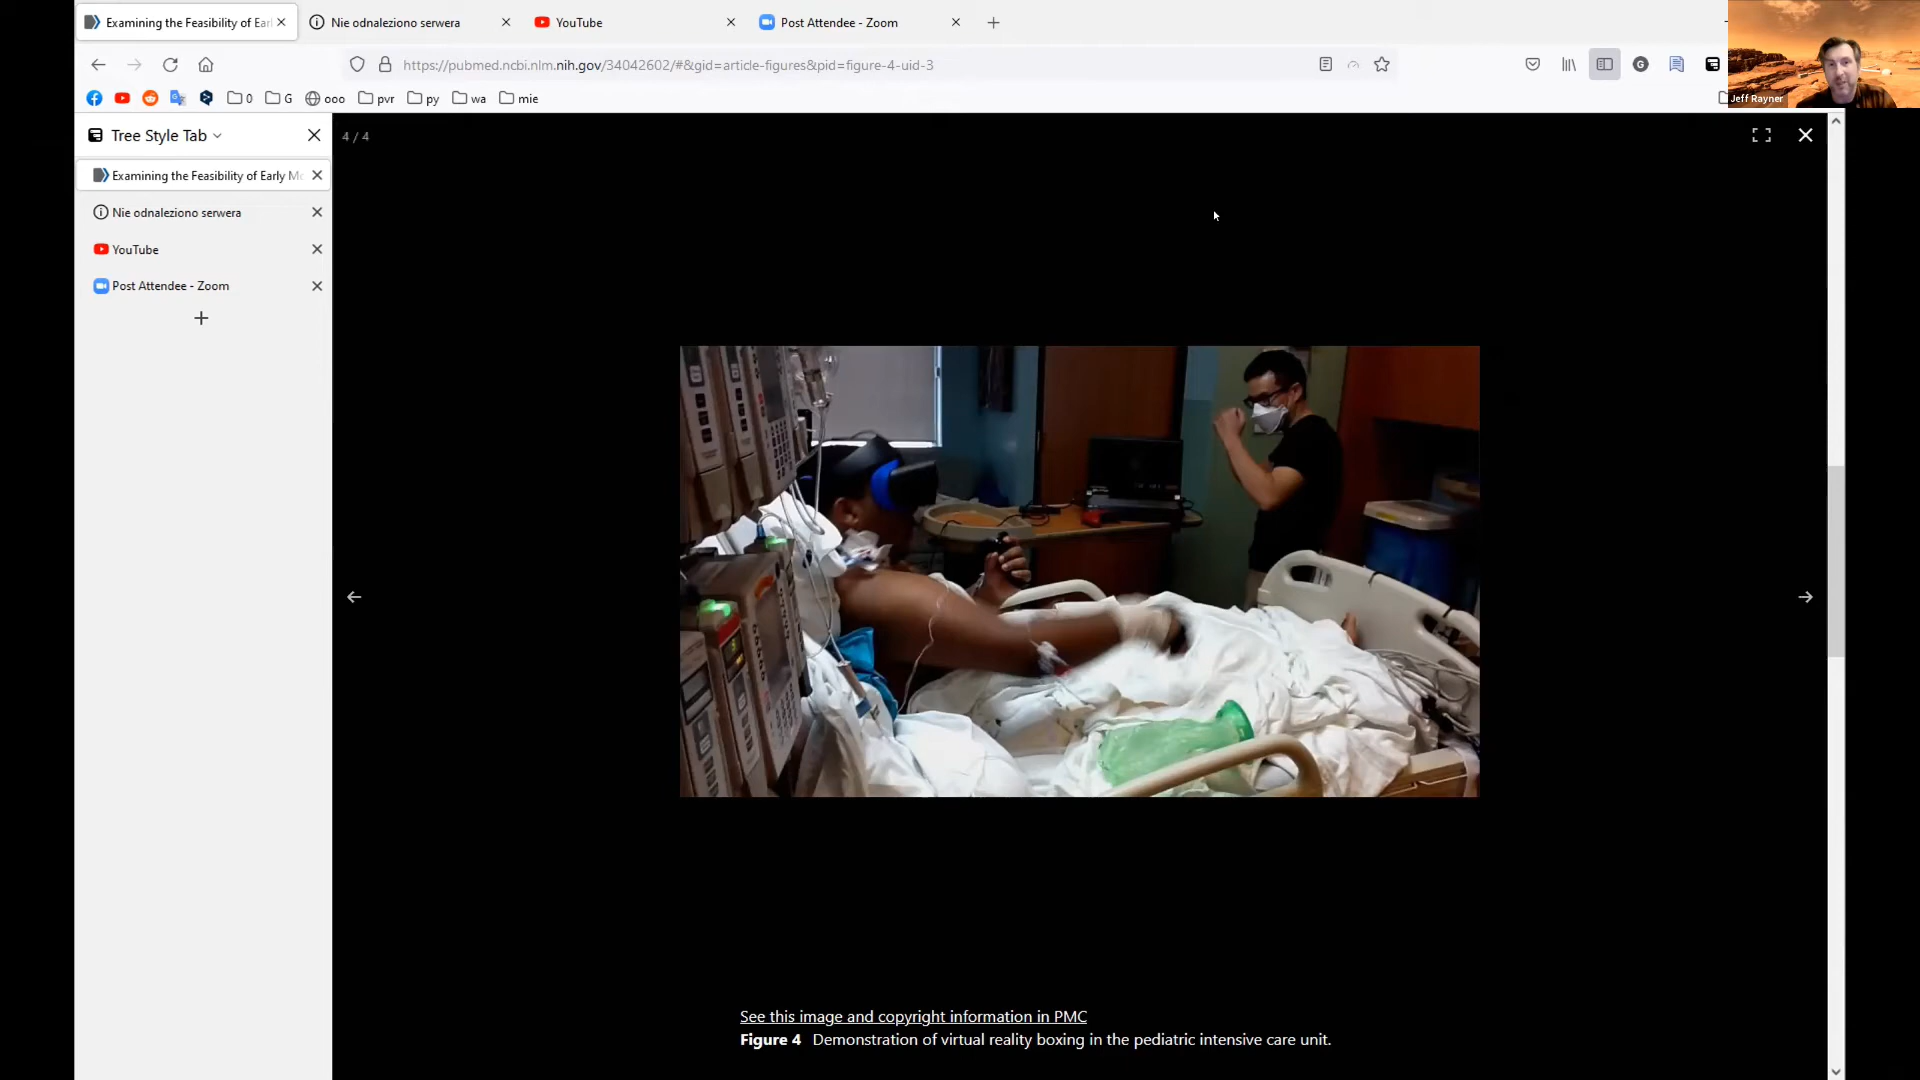 Examining the Feasibility of Earl
Nie odnaleziono serwera
YouTube
Post Attendee - Zoom
https://pubmed.ncbi.nlm.nih.gov/34042602/#&gid=article-figures&pid=figure-4-uid-3
Jeff Rayner
0
G
ooo
pvr
py
wa
mie
Tree Style Tab
4 / 4
Examining the Feasibility of Early Mo
Nie odnaleziono serwera
YouTube
Post Attendee - Zoom
See this image and copyright information in PMC
Figure 4 Demonstration of virtual reality boxing in the pediatric intensive care unit.